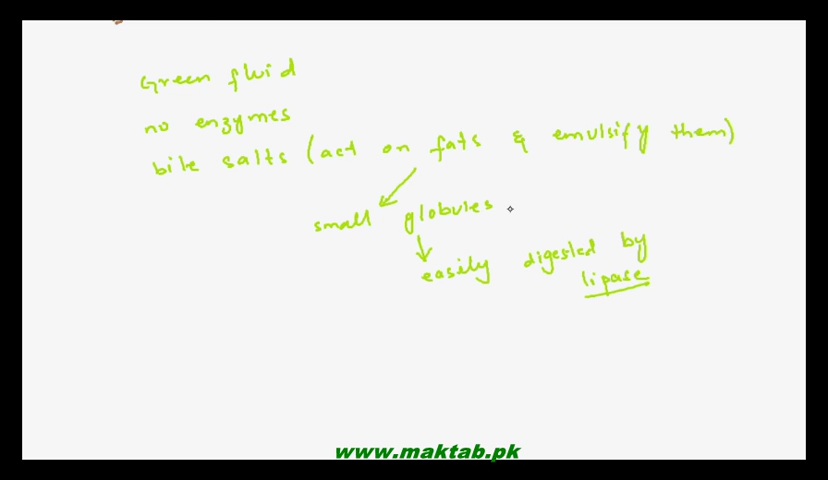 Green fluid
no enzymes
bile salts (act on fats & emulsify them)
small globules
easily digested by
lipase
www.maktab.pk